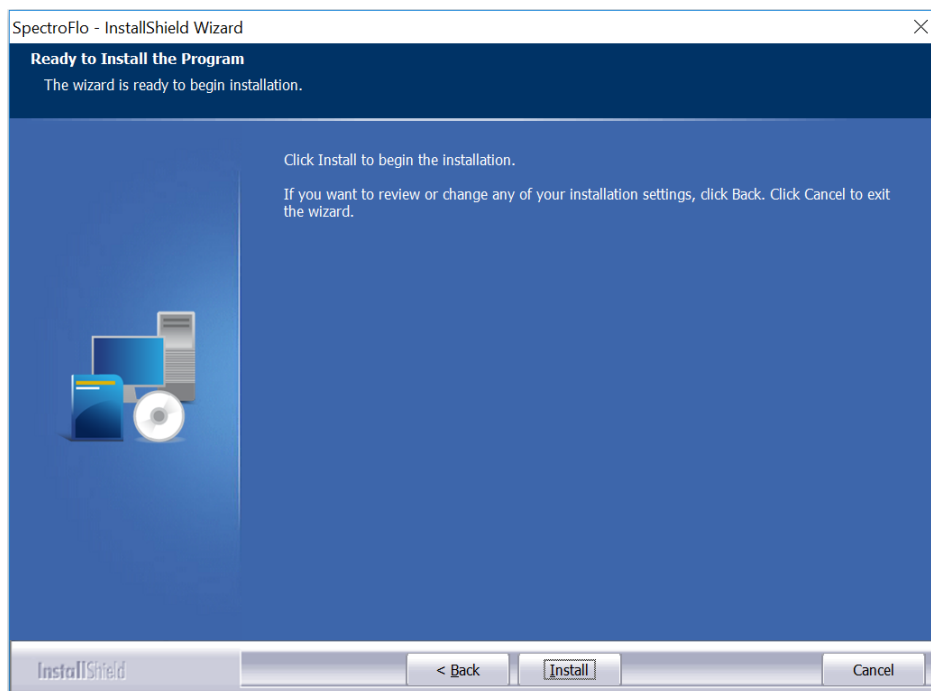 SpectroFlo - InstallShield Wizard
Ready to Install the Program
The wizard is ready to begin installation.
Click Install to begin the installation.
If you want to review or change any of your installation settings, click Back. Click Cancel to exit
the wizard.
InstallShield
< Back
Install
Cancel